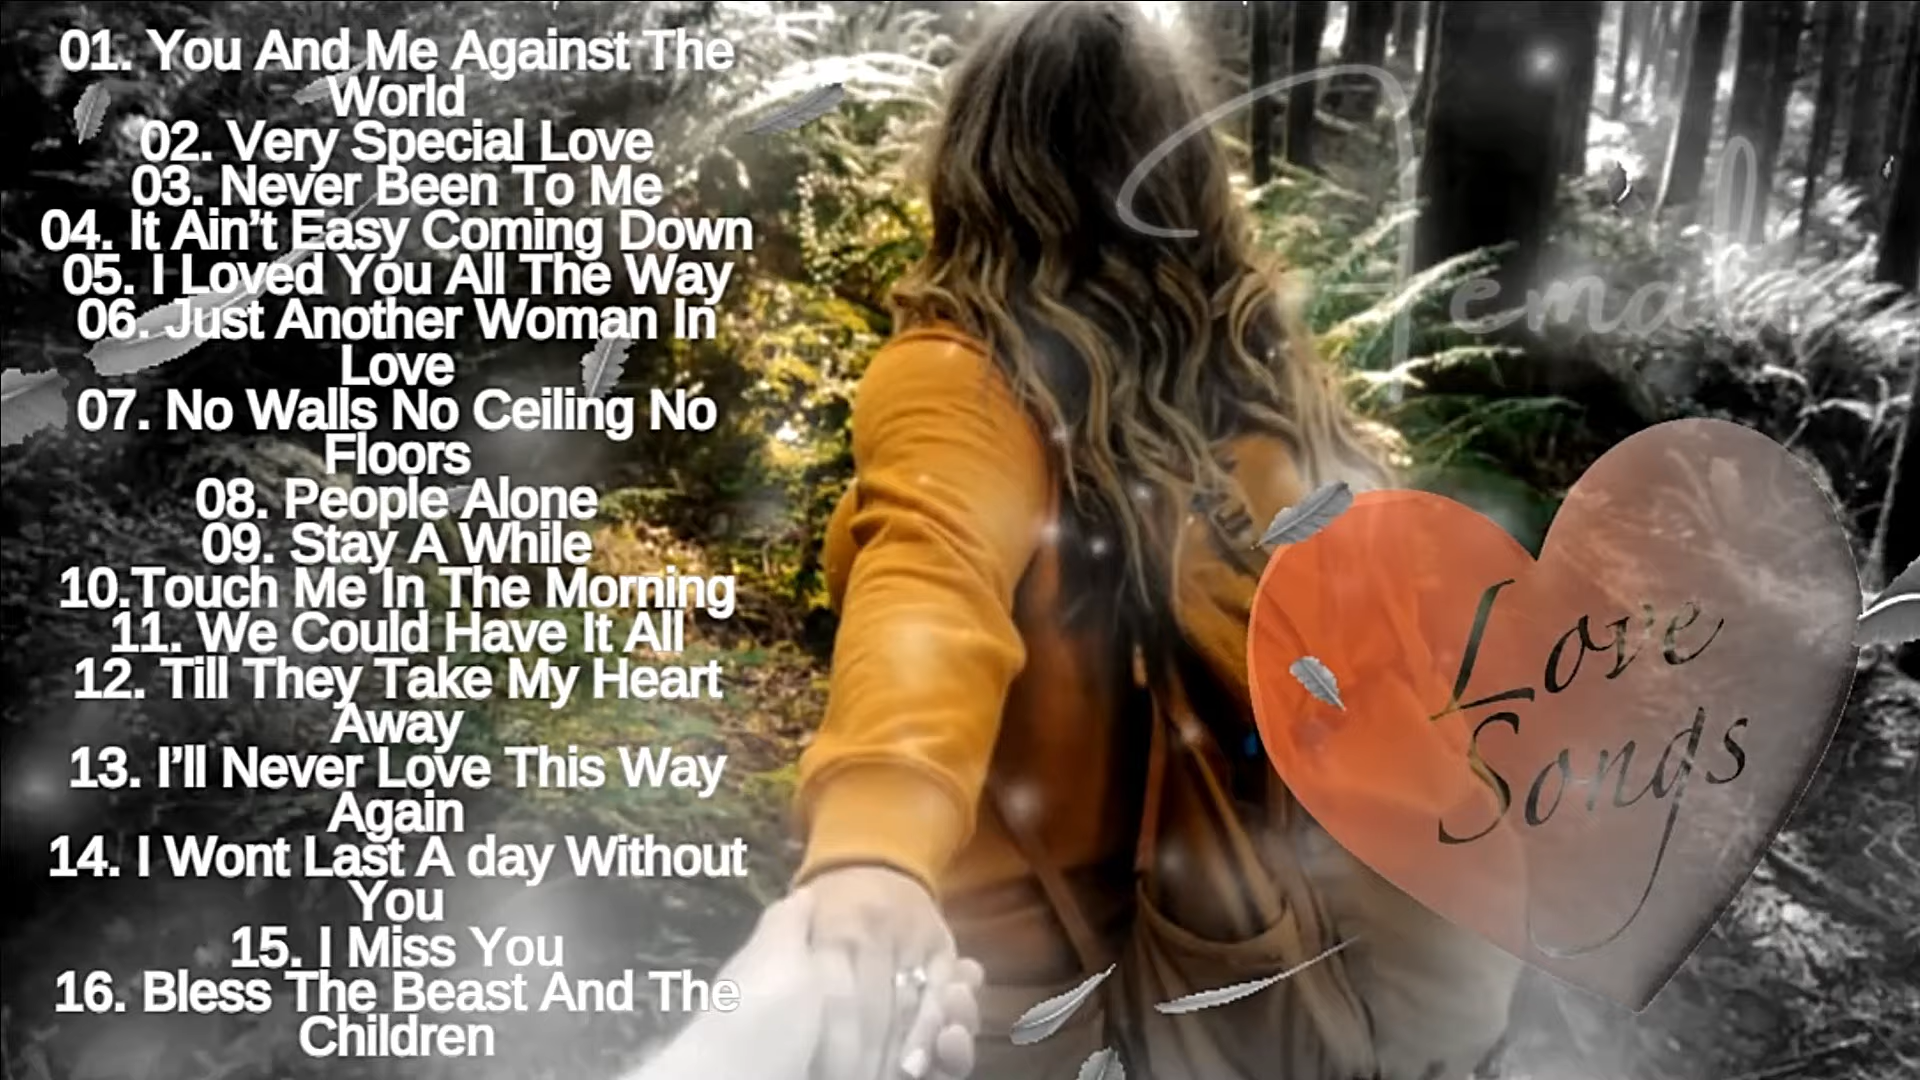 01. You And Me Against The
World
02. Very Special Love
03. Never Been To Me
04. It Ain’t Easy Coming Down
05. I Loved You All The Way
06. Just Another Woman In
Love
07. No Walls No Ceiling No
Floors
08. People Alone
09. Stay A While
10.Touch Me In The Morning
11. We Could Have It All
12. Till They Take My Heart
Away
13. I’ll Never Love This Way
Again
14. I Wont Last A day Without
You
15. I Miss You
16. Bless The Beast And The
Children
Female
Love
Songs